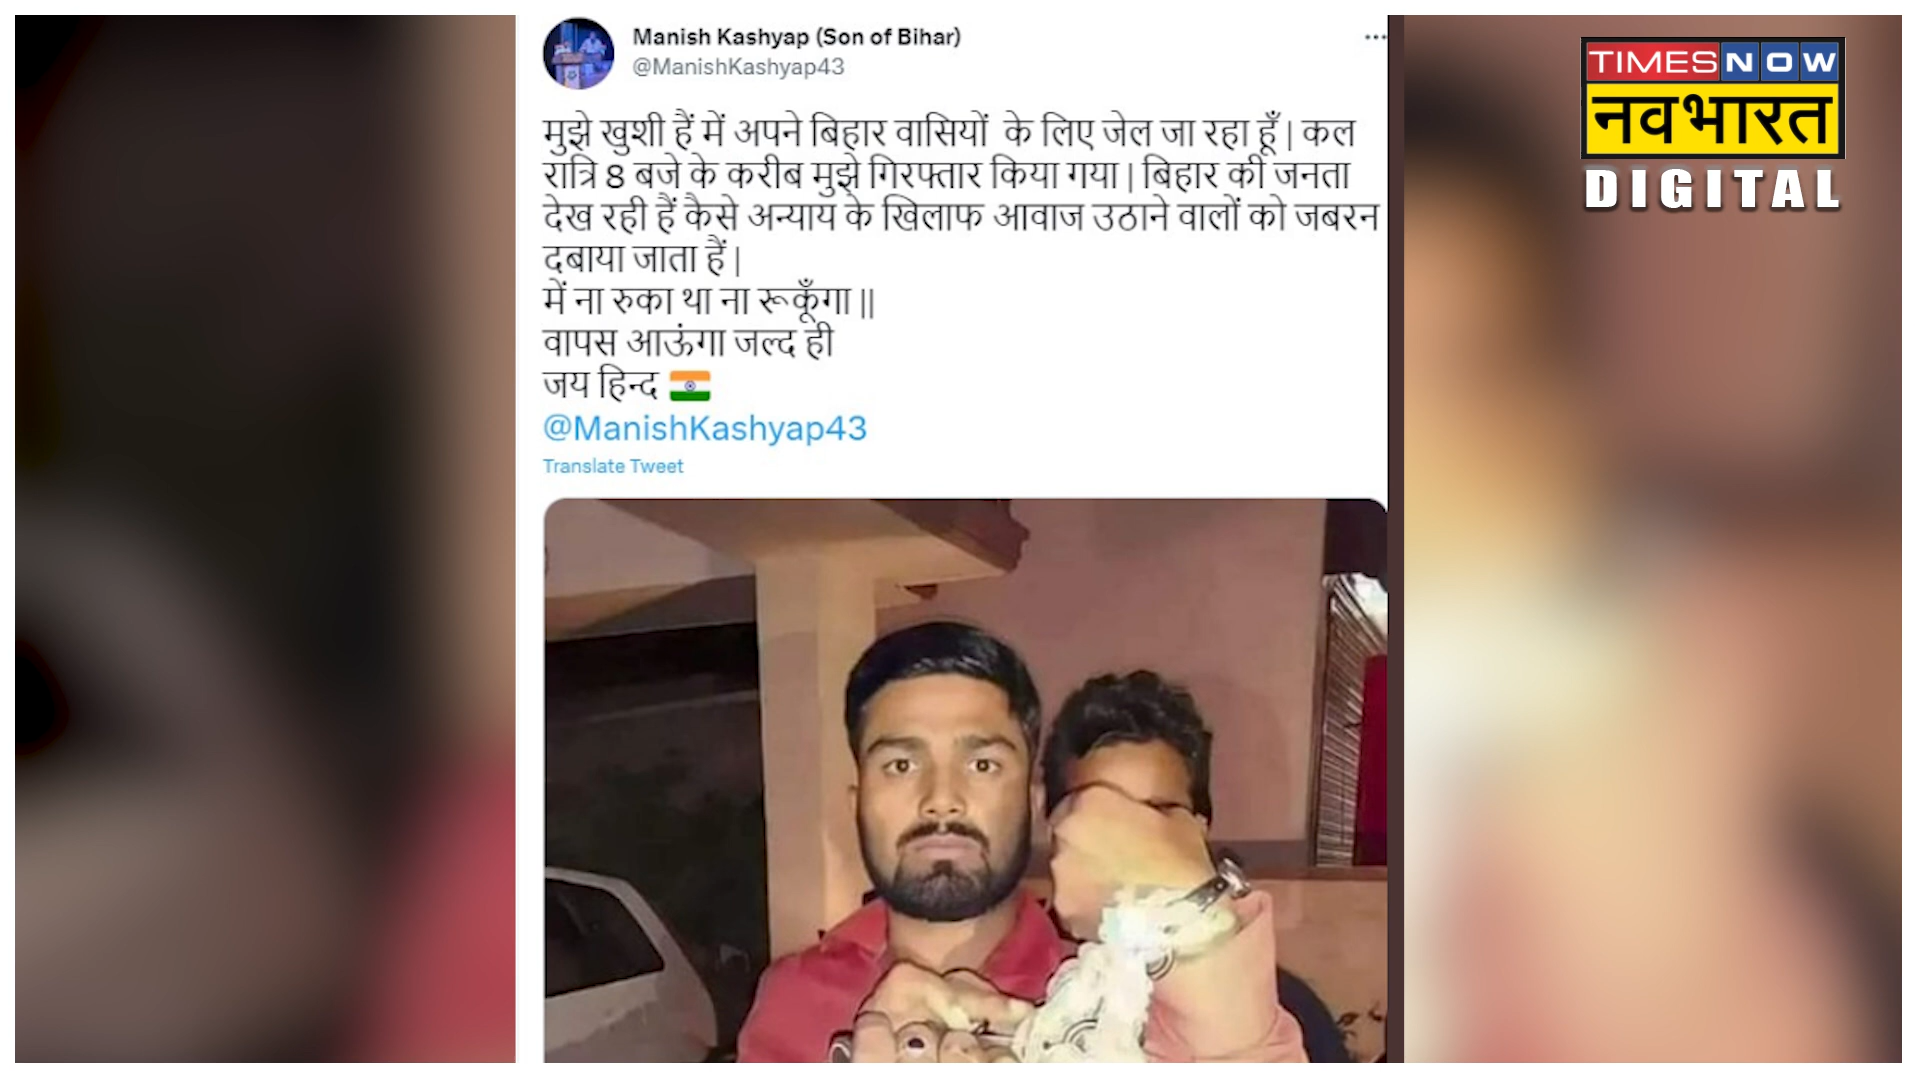 Manish Kashyap (Son of Bihar)
@ManishKashyap43
मुझे खुशी हैं में अपने बिहार वासियों के लिए जेल जा रहा हूँ | कल
रात्रि 8 बजे के करीब मुझे गिरफ्तार किया गया | बिहार की जनता
देख रही हैं कैसे अन्याय के खिलाफ आवाज उठाने वालों को जबरन
दबाया जाता हैं |
में ना रुका था ना रूकूँगा ||
वापस आऊंगा जल्द ही
जय हिन्द 🇮🇳
@ManishKashyap43
Translate Tweet
TIMES NOW
नवभारत
DIGITAL